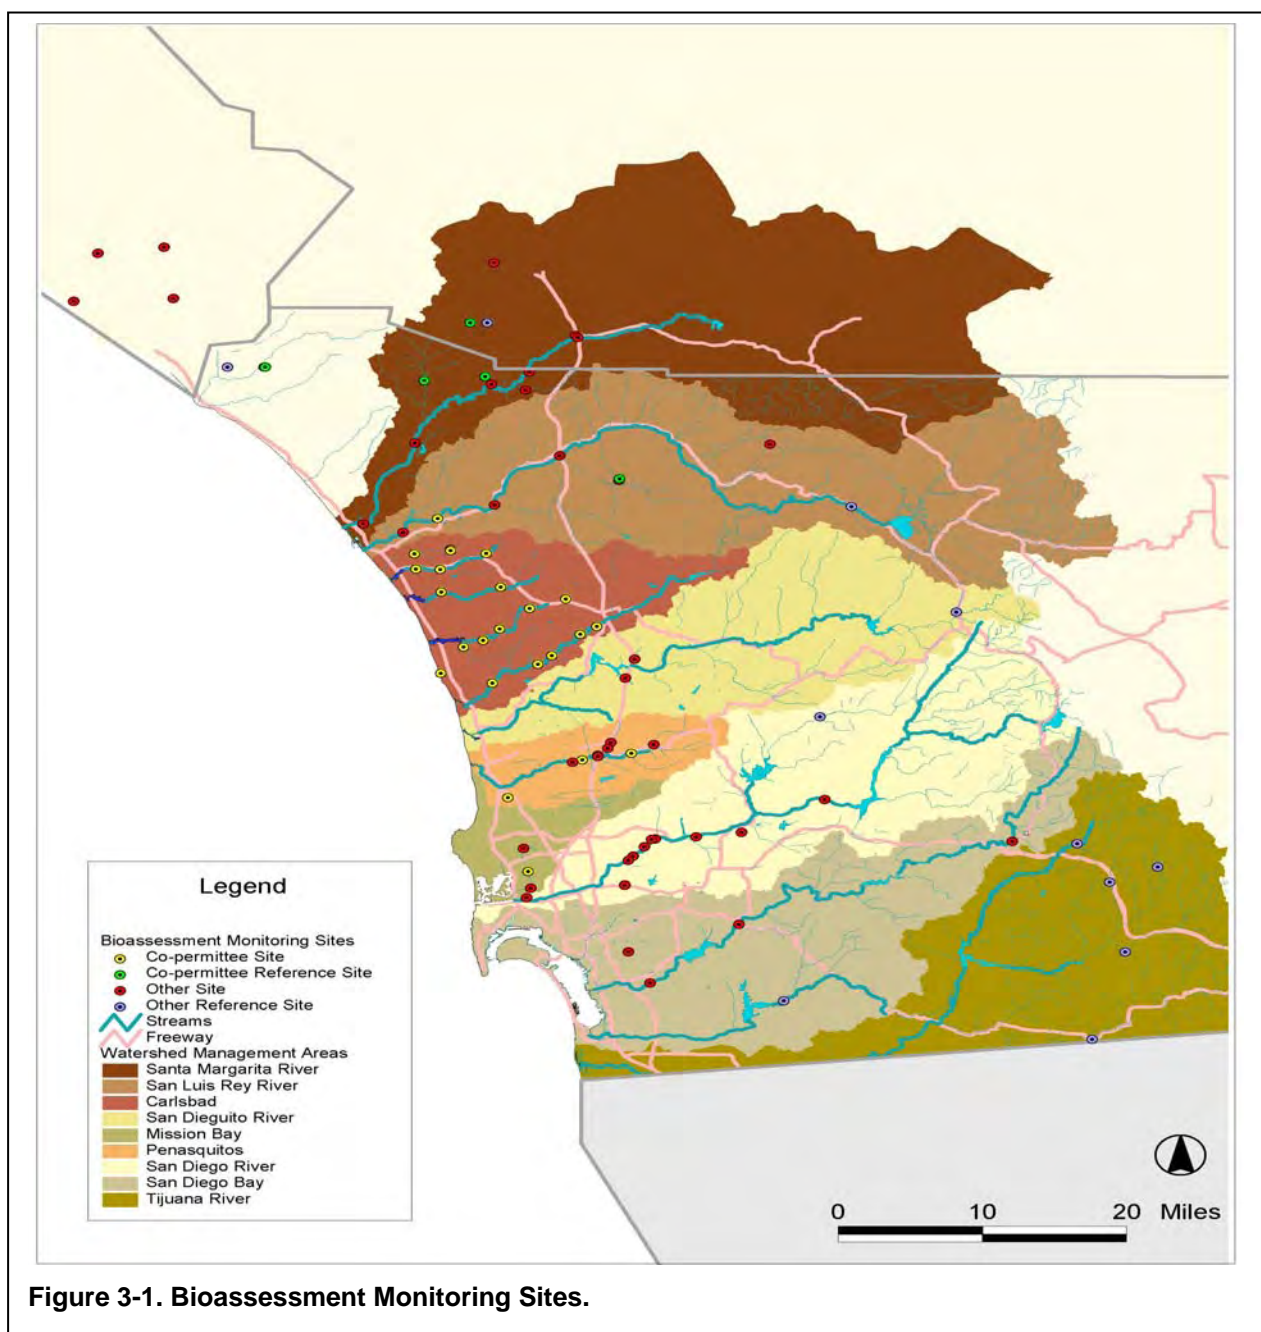 Legend
Bioassessment Monitoring Sites
Co-permittee Site
Co-permittee Reference Site
Other Site
Other Reference Site
Streams
Freeway
Watershed Management Areas
Santa Margarita River
San Luis Rey River
Carlsbad
San Dieguito River
Mission Bay
Penasquitos
San Diego River
San Diego Bay
Tijuana River
0 10 20 Miles
Figure 3-1. Bioassessment Monitoring Sites.